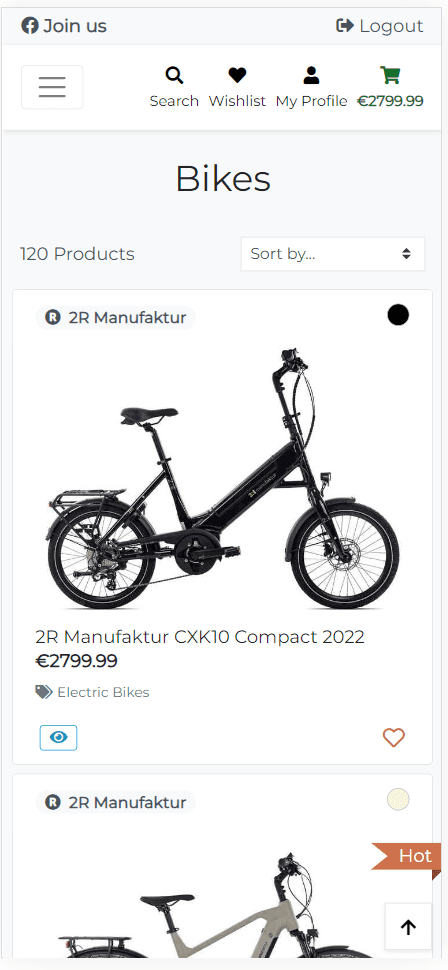 Join us
Logout
Search Wishlist My Profile €2799.99
Bikes
120 Products
Sort by...
2R Manufaktur
2R Manufaktur CXK10 Compact 2022
€2799.99
Electric Bikes
2R Manufaktur
Hot